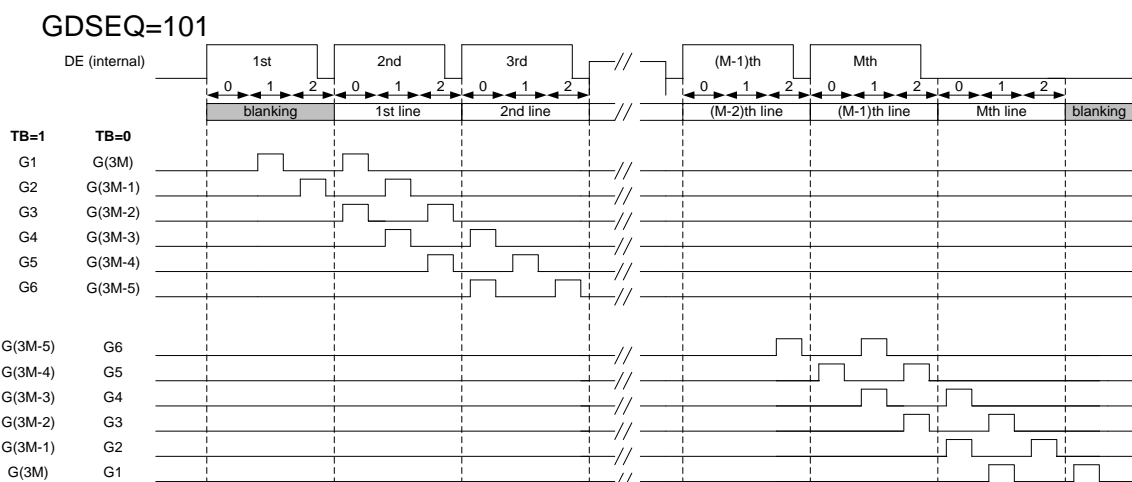 GDSEQ=101
DE (internal) 1st 2nd 3rd (M-1)th Mth
0 1 2 0 1 2 0 1 2 0 1 2 0 1 2 0 1 2
blanking 1st line 2nd line (M-2)th line (M-1)th line Mth line blanking
TB=1 TB=0
G1 G(3M)
G2 G(3M-1)
G3 G(3M-2)
G4 G(3M-3)
G5 G(3M-4)
G6 G(3M-5)
G(3M-5) G6
G(3M-4) G5
G(3M-3) G4
G(3M-2) G3
G(3M-1) G2
G(3M) G1